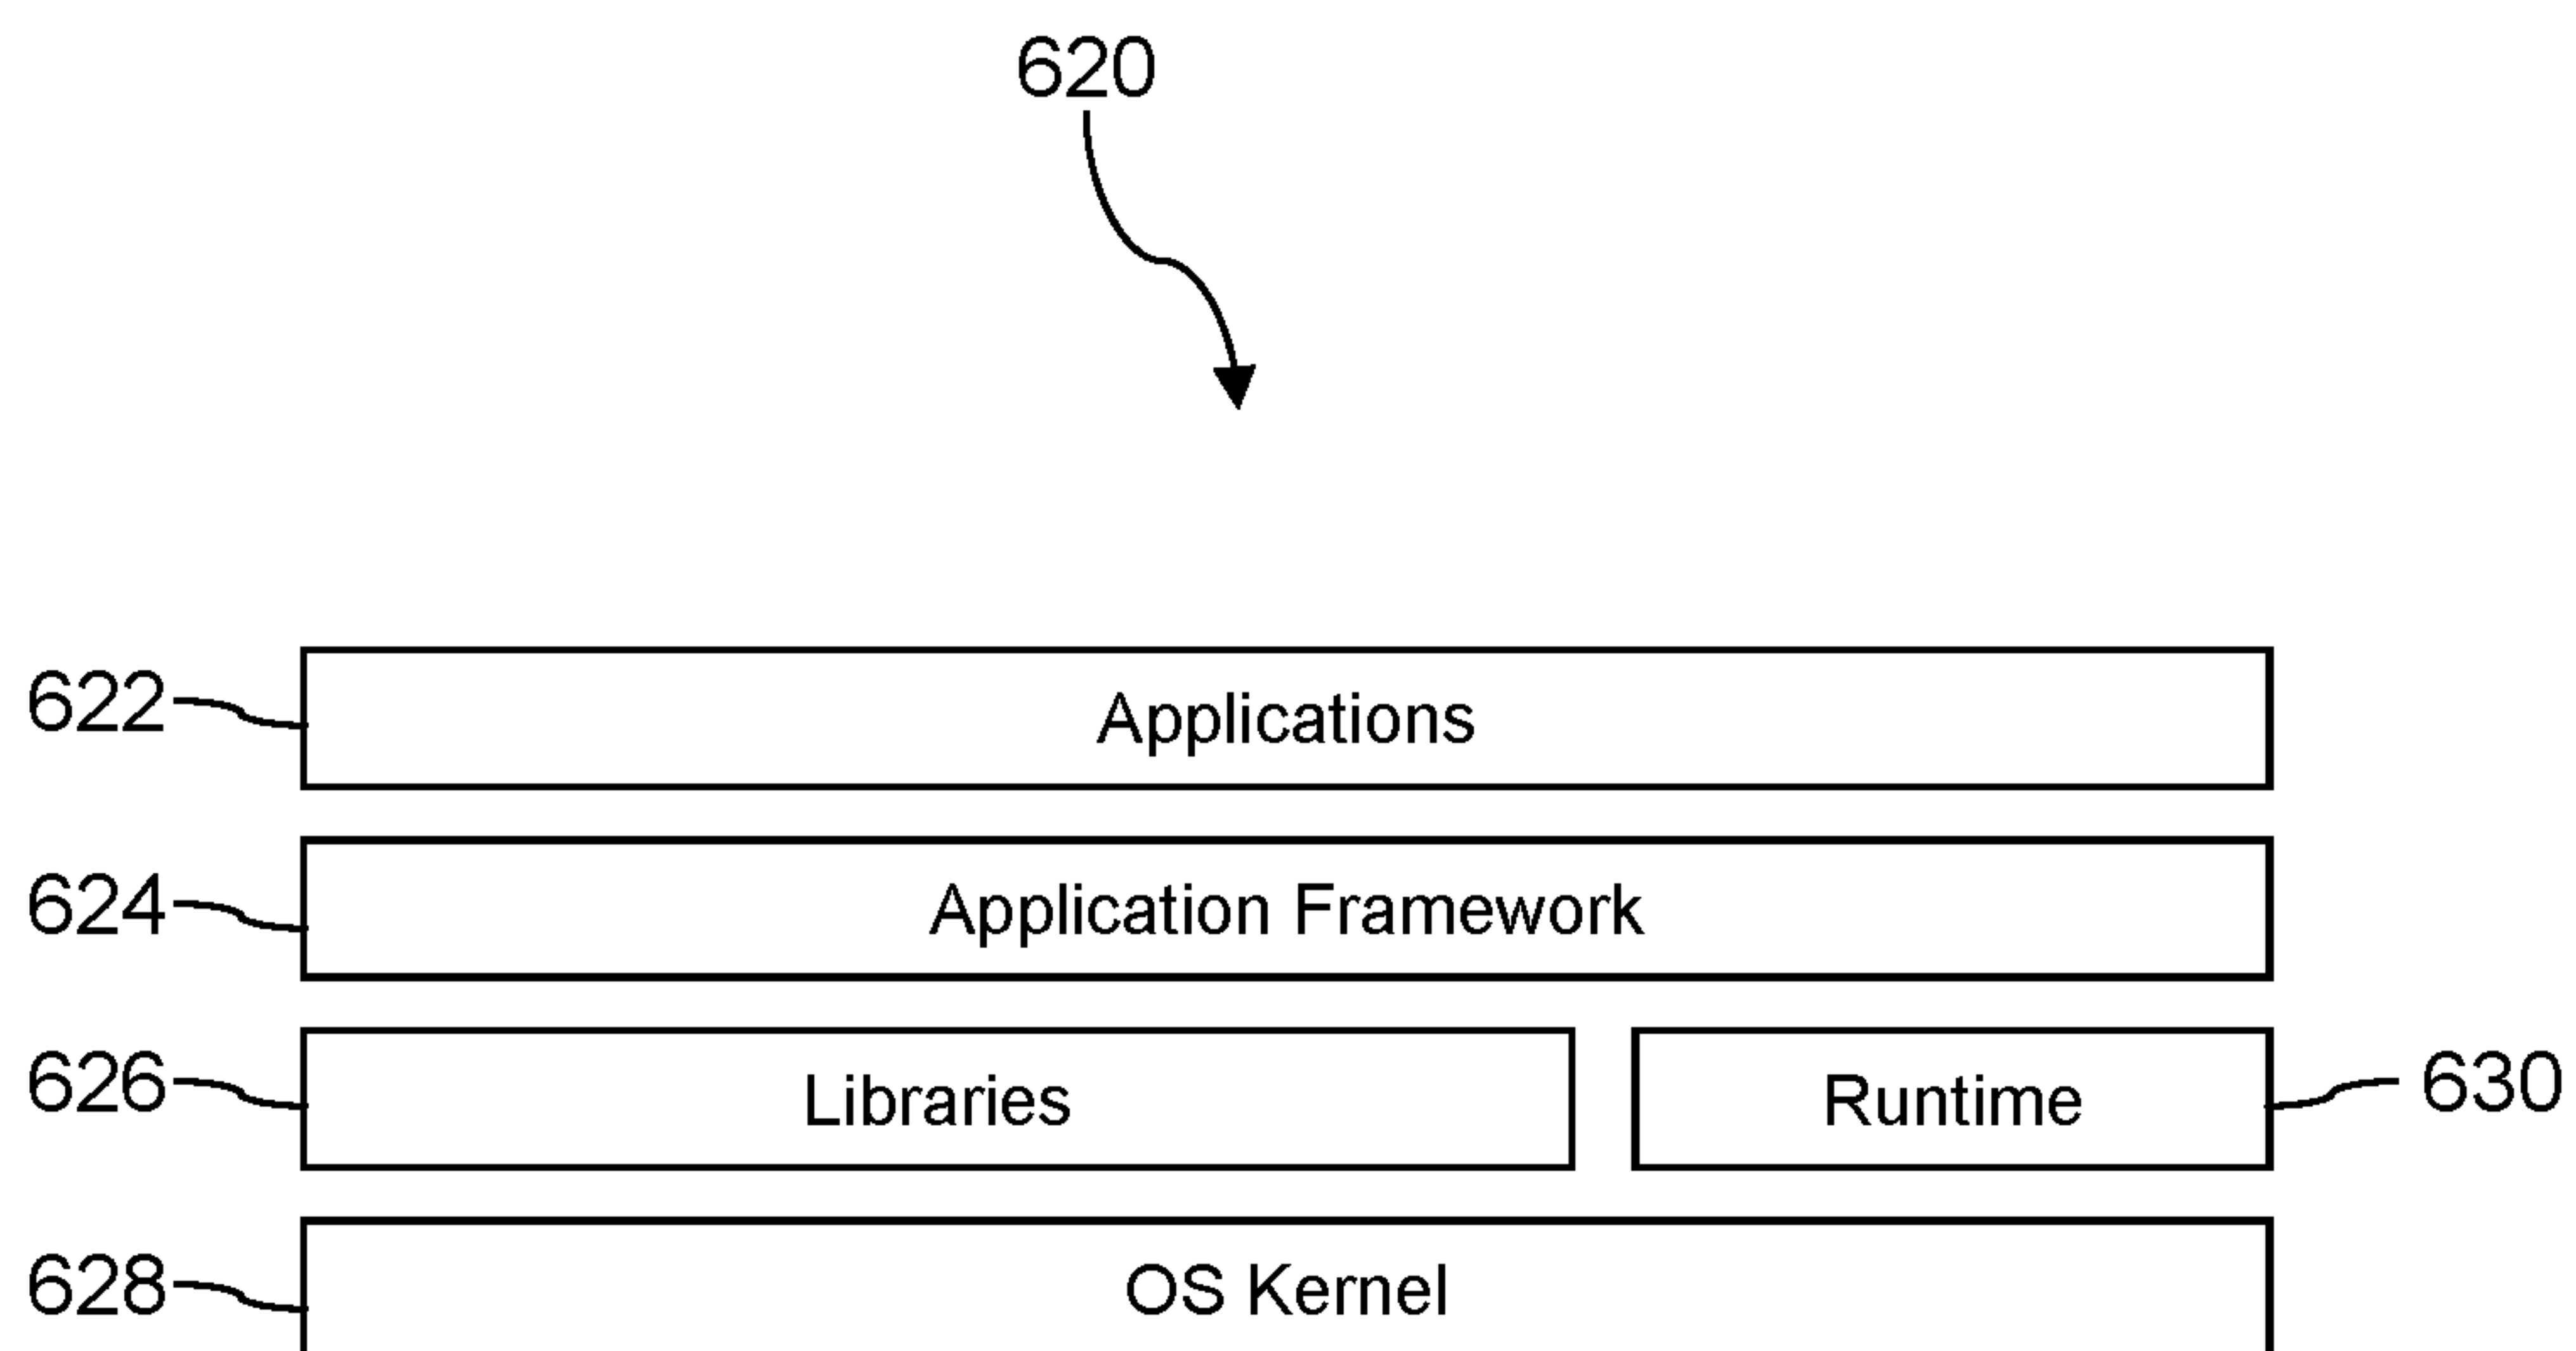 620
622 Applications
624 Application Framework
626 Libraries Runtime 630
628 OS Kernel